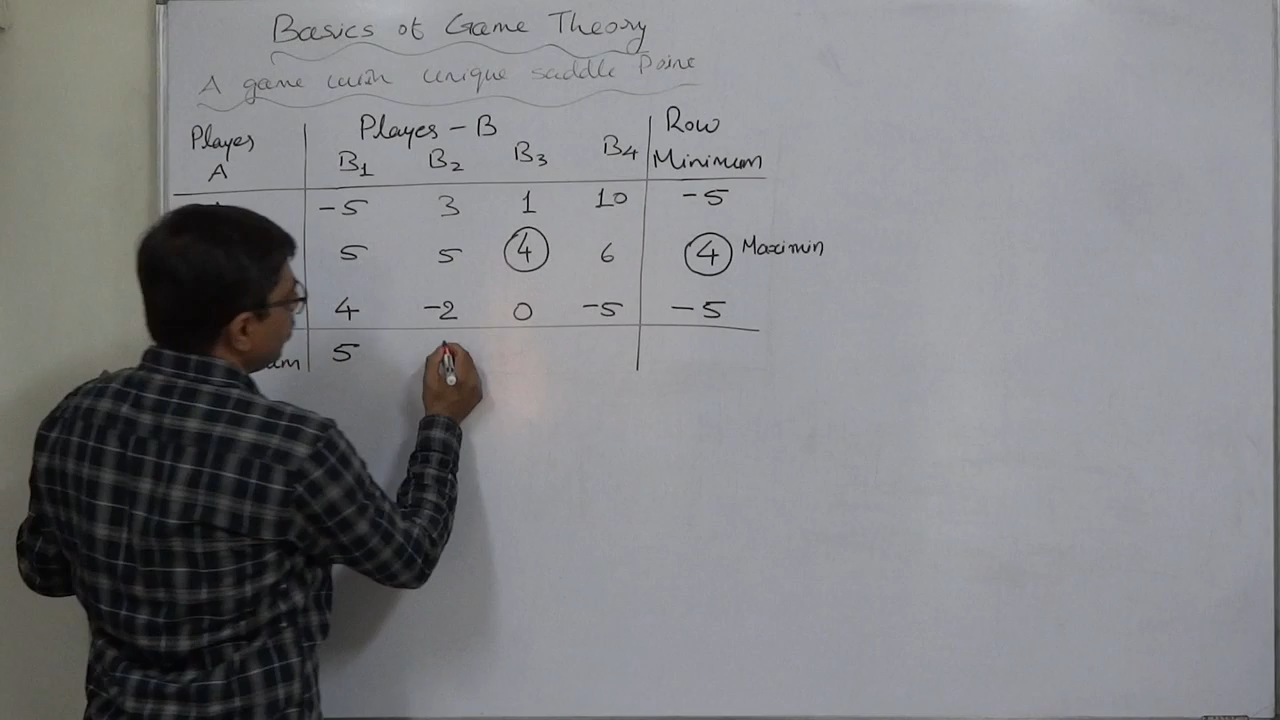 Basics of Game Theory
A game with unique saddle Point
Player A Player - B Row Minimum
B1 B2 B3 B4
-5 3 1 10 -5
5 5 4 6 4 Maximin
4 -2 0 -5 -5
5